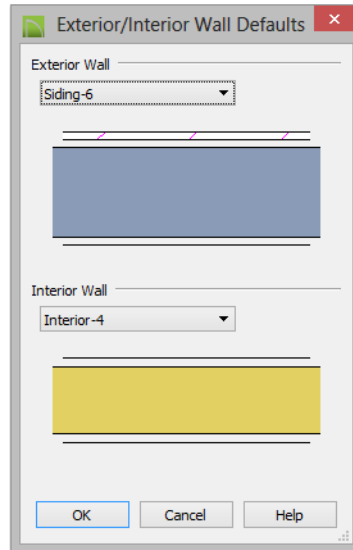 Exterior/Interior Wall Defaults
Exterior Wall
Siding-6
Interior Wall
Interior-4
OK Cancel Help